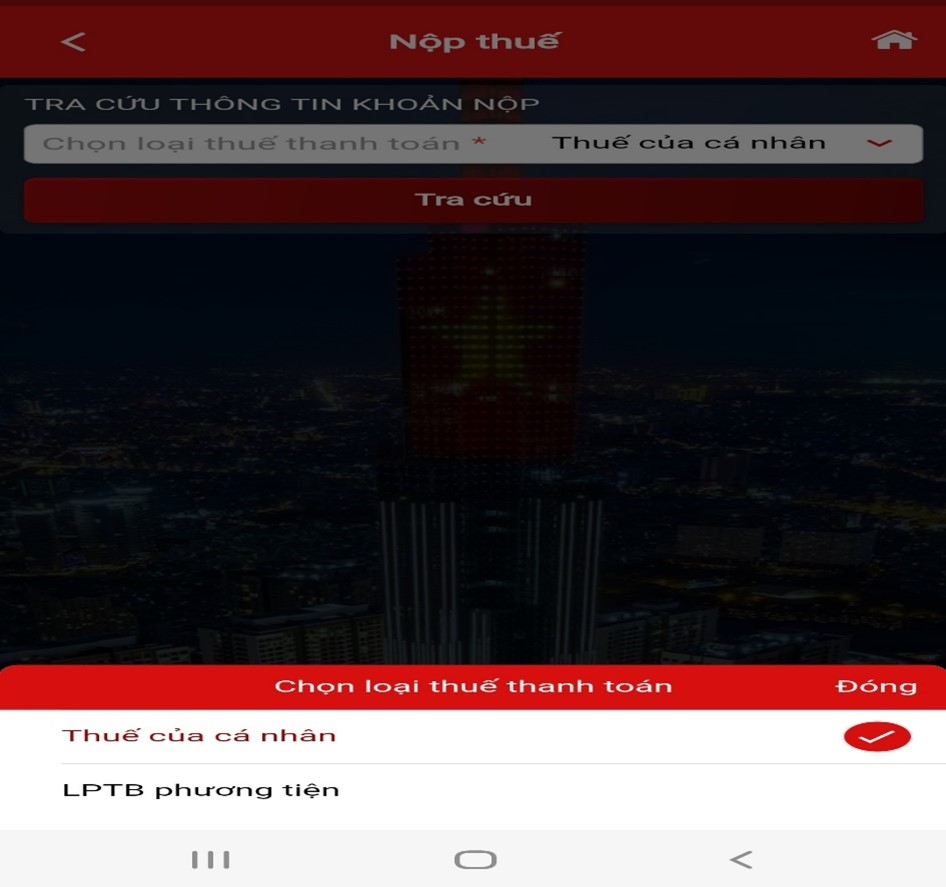 Nộp thuế
TRA CỨU THÔNG TIN KHOẢN NỘP
Chọn loại thuế thanh toán * Thuế của cá nhân
Tra cứu
Chọn loại thuế thanh toán Đóng
Thuế của cá nhân
LPTB phương tiện